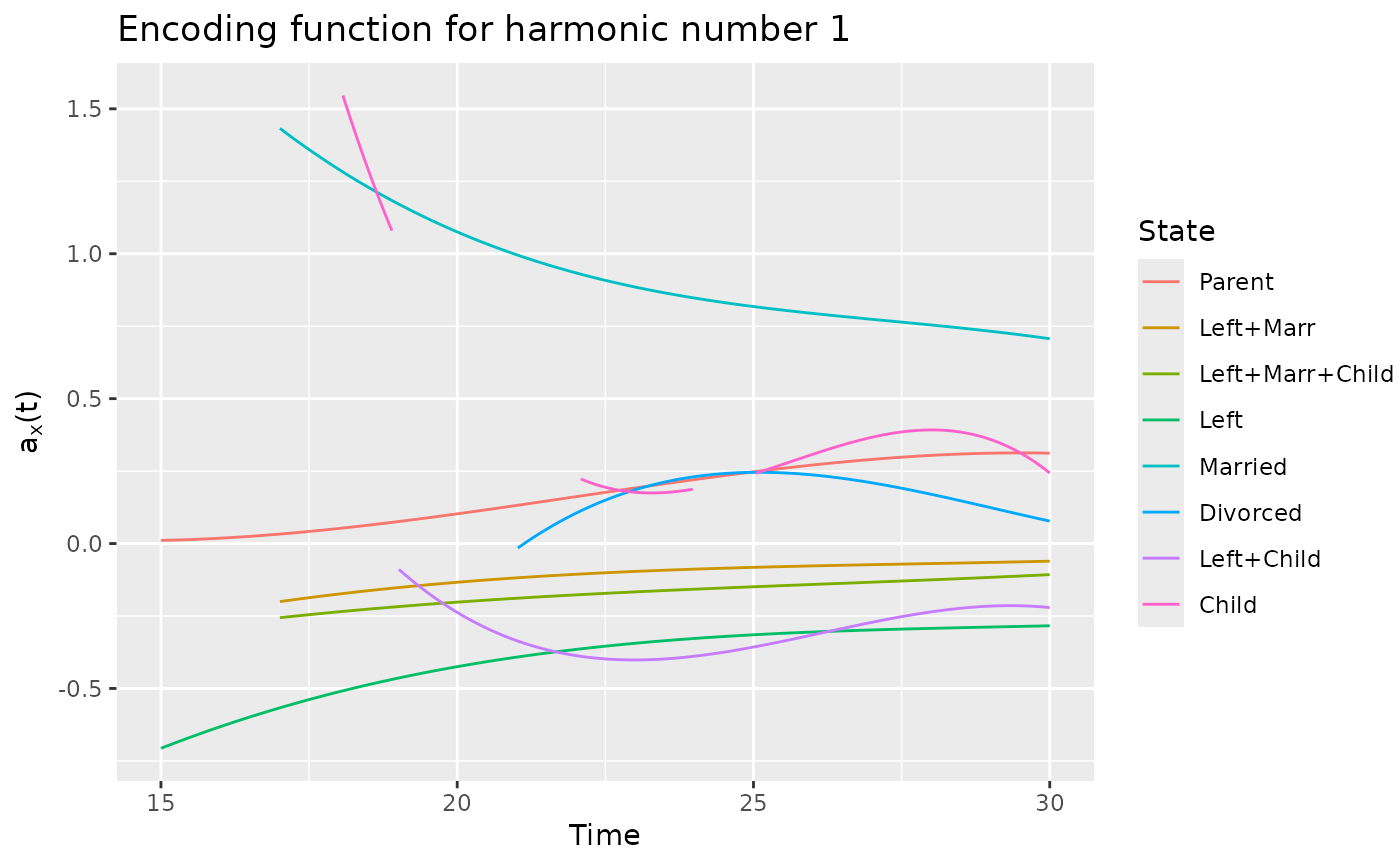 Encoding function for harmonic number 1
1.5
1.0
0.5
0.0
-0.5
aₓ(t)
15 20 25 30
Time
State
Parent
Left+Marr
Left+Marr+Child
Left
Married
Divorced
Left+Child
Child